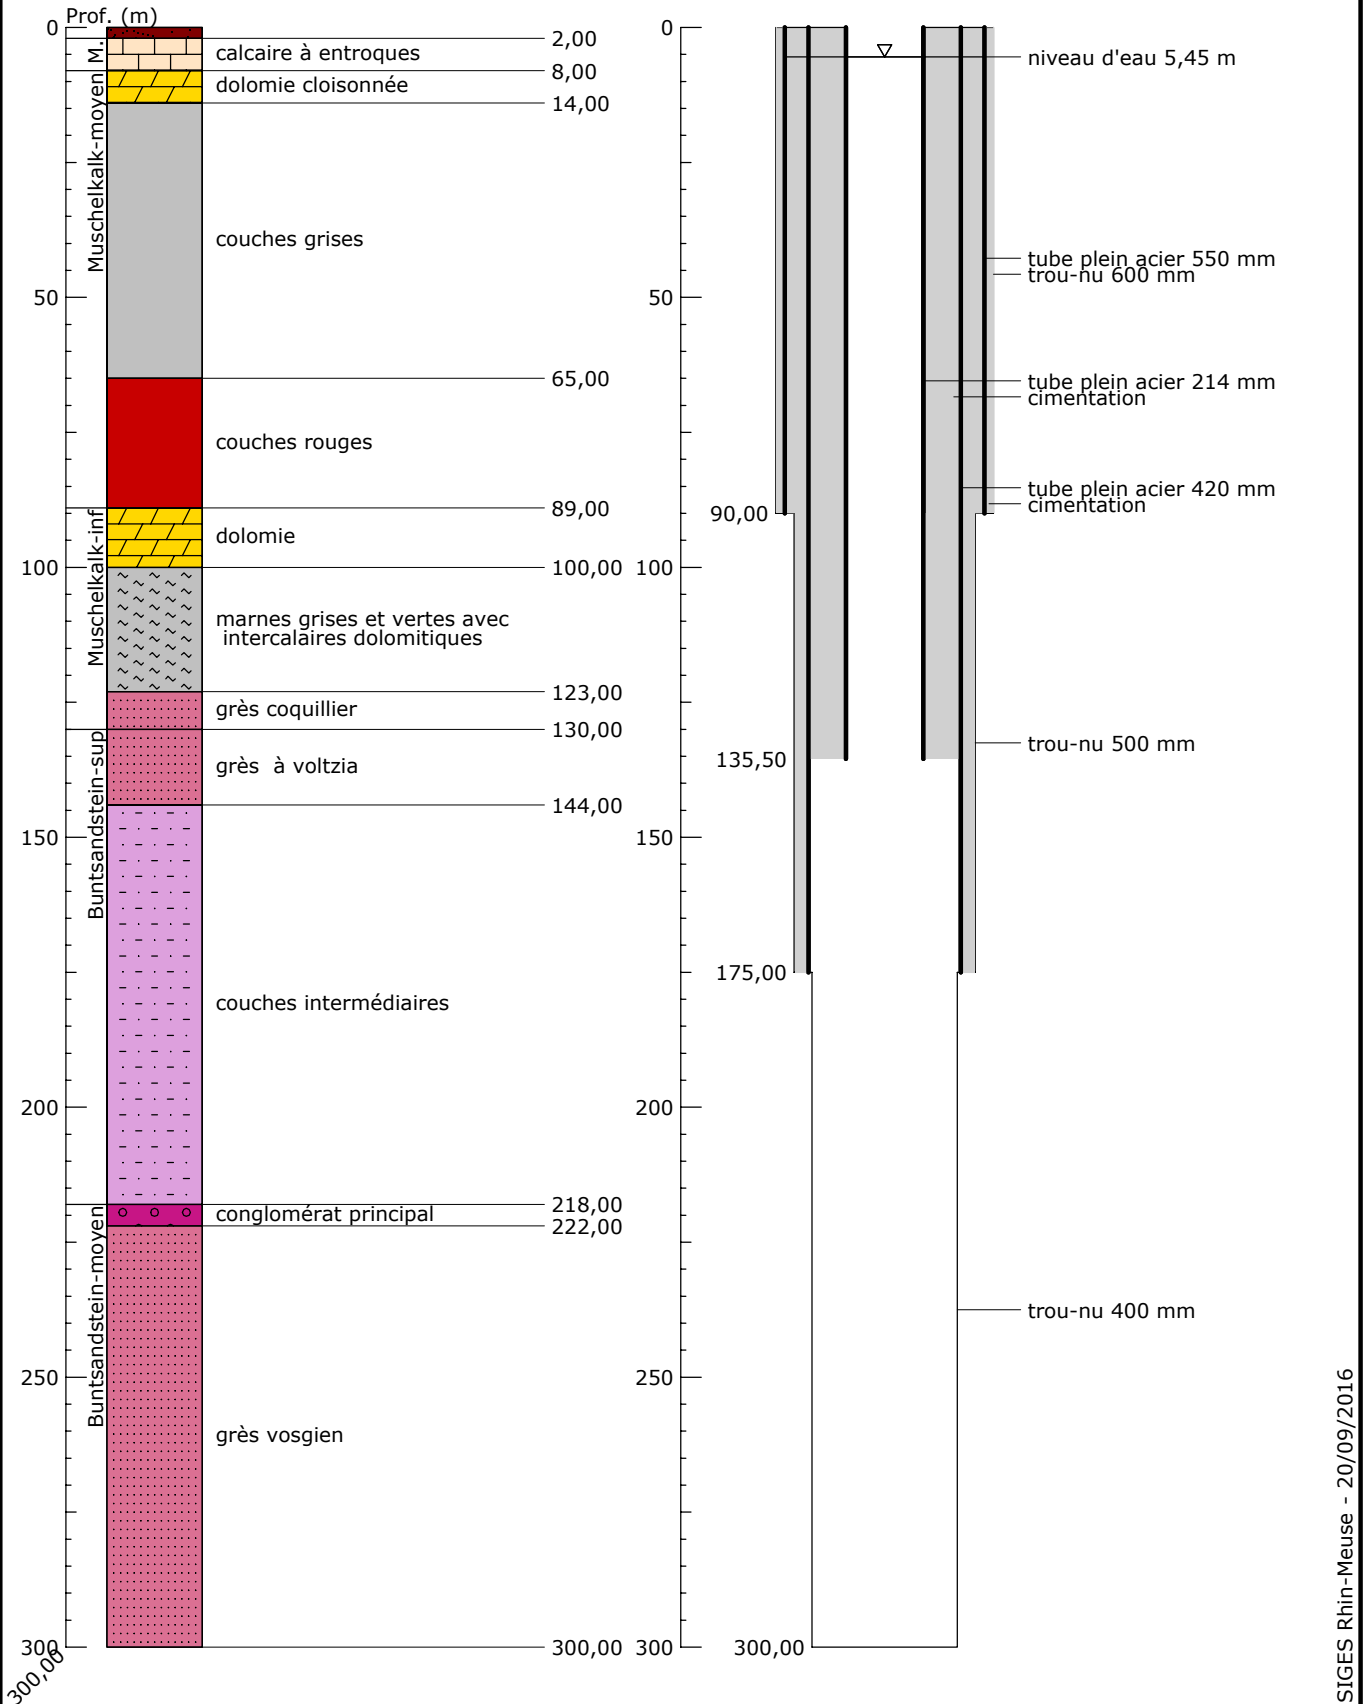 Prof. (m)
0
50
100
150
200
250
300
300,00
Muschelkalk-moyen
M.
Muschelkalk-inf
Buntsandstein-sup
Buntsandstein-moyen
2,00
calcaire à entroques
8,00
dolomie cloisonnée
14,00
couches grises
65,00
couches rouges
89,00
dolomie
100,00
marnes grises et vertes avec
intercalaires dolomitiques
123,00
grès coquillier
130,00
grès à voltzia
144,00
couches intermédiaires
218,00
conglomérat principal
222,00
grès vosgien
300,00
0
50
100
150
200
250
300
90,00
135,50
175,00
300,00
niveau d'eau 5,45 m
tube plein acier 550 mm
trou-nu 600 mm
tube plein acier 214 mm
cimentation
tube plein acier 420 mm
cimentation
trou-nu 500 mm
trou-nu 400 mm
SIGES Rhin-Meuse - 20/09/2016